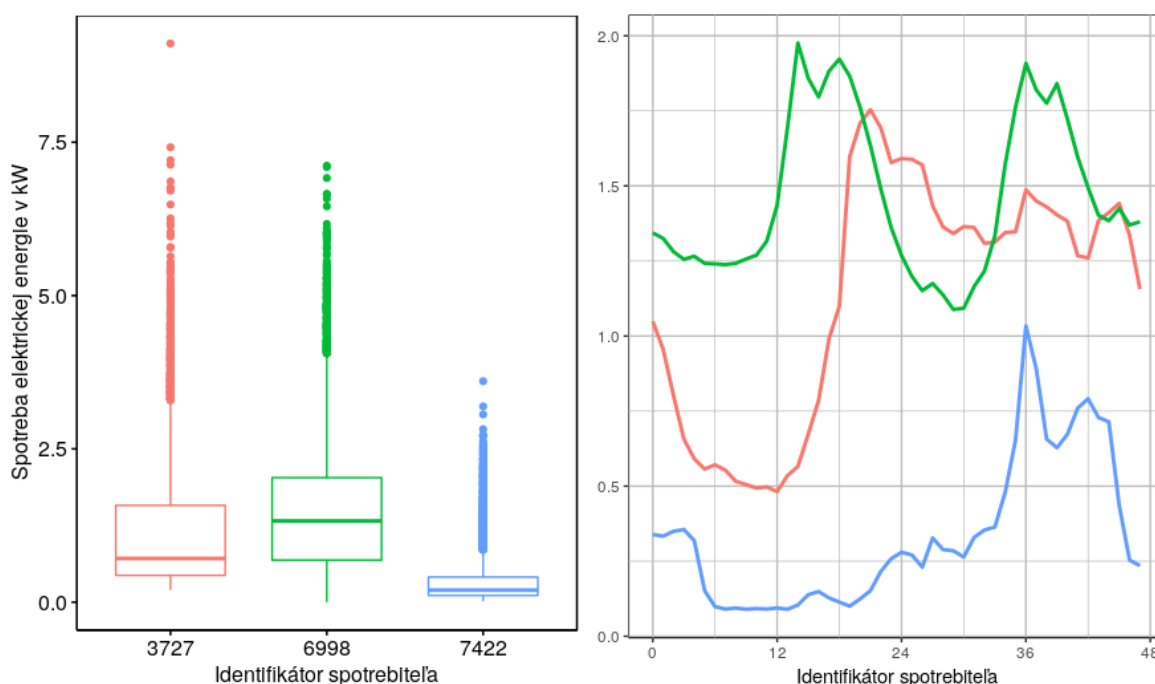 Spotreba elektrickej energie v kW
7.5
5.0
2.5
0.0
3727 6998 7422
Identifikátor spotrebiteľa
2.0
1.5
1.0
0.5
0.0
0 12 24 36 48
Identifikátor spotrebiteľa